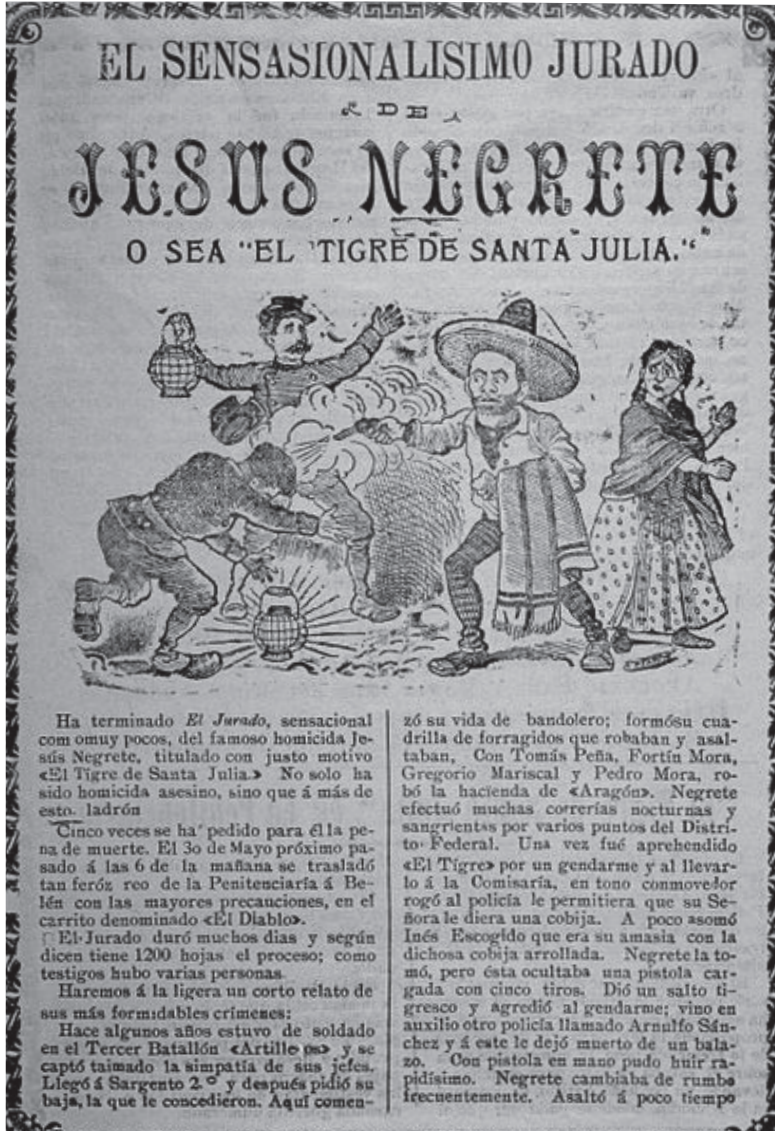 EL SENSASIONALISIMO JURADO
DE
JESUS NEGRETE
O SEA "EL TIGRE DE SANTA JULIA."
Ha terminado El Jurado, sensacional
com omuy pocos, del famoso homicida Je-
sús Negrete, titulado con justo motivo
«El Tigre de Santa Julia.» No solo ha
sido homicida asesino, sino que á más de
esto. ladrón
Cinco veces se ha pedido para él la pe-
na de muerte. El 30 de Mayo próximo pa-
sado á las 6 de la mañana se trasladó
tan feróz reo de la Penitenciaría á Be-
lén con las mayores precauciones, en el
carrito denominado «El Diablo».
El Jurado duró muchos dias y según
dicen tiene 1200 hojas el proceso; como
testigos hubo varias personas.
Haremos á la ligera un corto relato de
sus más formidables crímenes:
Hace algunos años estuvo de soldado
en el Tercer Batallón «Artilleros» y se
captó taimado la simpatía de sus jefes.
Llegó á Sargento 2.º y después pidió su
baja, la que le concedieron. Aquí comen-
zó su vida de bandolero; formósu cua-
drilla de forragidos que robaban y asal-
taban, Con Tomás Peña, Fortín Mora,
Gregorio Mariscal y Pedro Mora, ro-
bó la hacienda de «Aragón». Negrete
efectuó muchas correrías nocturnas y
sangrientas por varios puntos del Distri-
to Federal. Una vez fué aprehendido
«El Tigre» por un gendarme y al llevar-
lo á la Comisaría, en tono conmovedor
rogó al policía le permitiera que su Se-
ñora le diera una cobija. A poco asomó
Inés Escogido que era su amasia con la
dichosa cobija arrollada. Negrete la to-
mó, pero ésta ocultaba una pistola car-
gada con cinco tiros. Dió un salto ti-
gresco y agredió al gendarme; vino en
auxilio otro policía llamado Arnulfo Sán-
chez y á este le dejó muerto de un bala-
zo. Con pistola en mano pudo huir ra-
pidísimo. Negrete cambiaba de rumbo
frecuentemente. Asaltó á poco tiempo